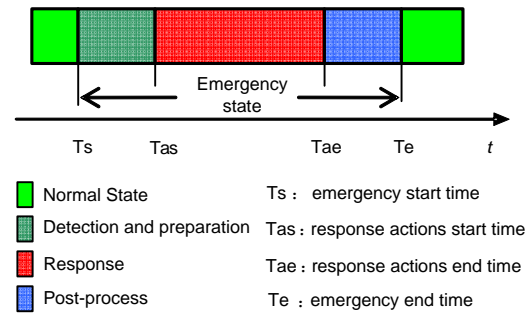 Emergency
state
Ts Tas Tae Te t
Normal State Ts： emergency start time
Detection and preparation Tas：response actions start time
Response Tae：response actions end time
Post-process Te ：emergency end time